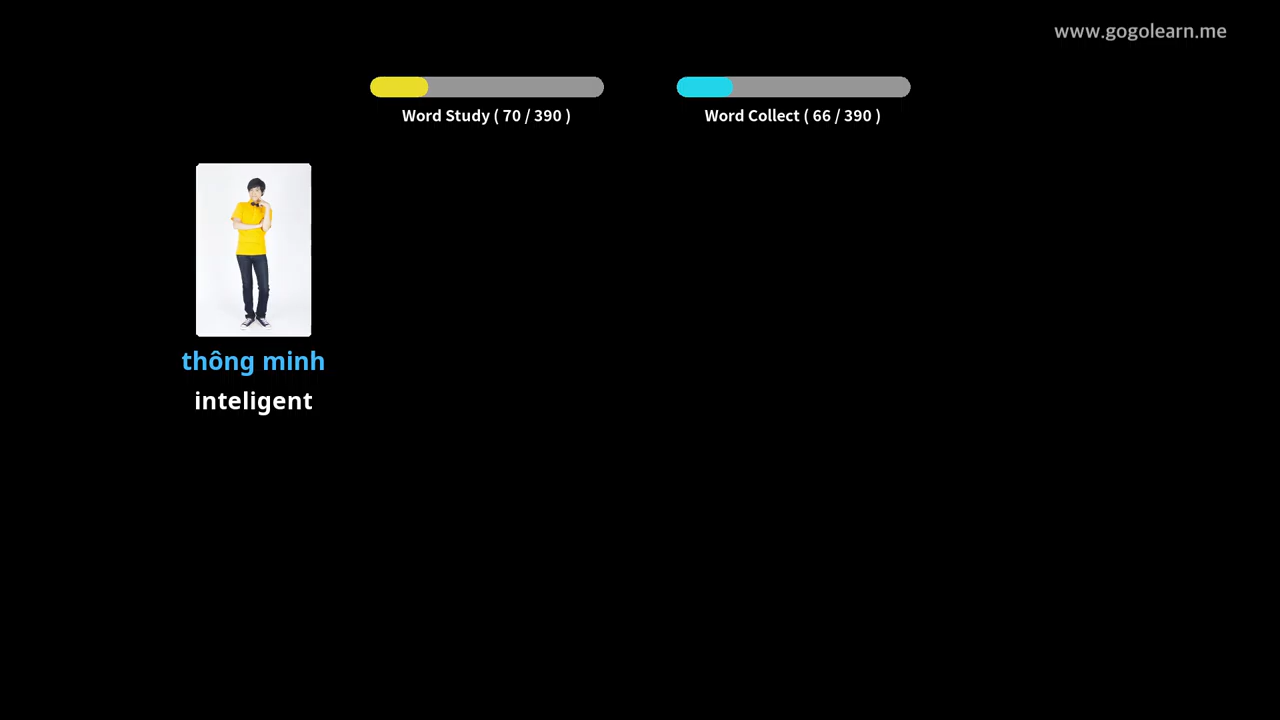 www.gogolearn.me
Word Study ( 70 / 390 )
Word Collect ( 66 / 390 )
thông minh
inteligent